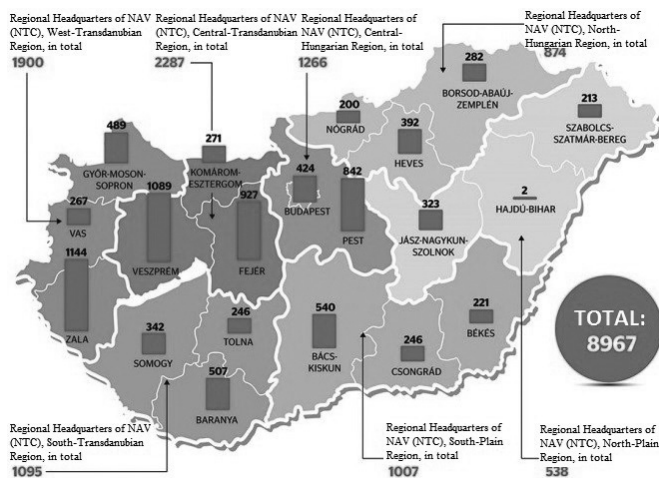 Regional Headquarters of NAV
(NTC), West-Transdanubian
Region, in total
1900
Regional Headquarters of NAV
(NTC), Central-Transdanubian
Region, in total
2287
Regional Headquarters
of NAV (NTC), Central-
Hungarian Region, in total
1266
Regional Headquarters of
NAV (NTC), North-
Hungarian Region, in total
874
282
BORSOD-ABAÚJ-
ZEMPLÉN
200
NÓGRÁD
392
HEVES
213
SZABOLCS-
SZATMÁR-BEREG
489
GYŐR-MOSON-
SOPRON
271
KOMÁROM-
ESZTERGOM
424
BUDAPEST
842
PEST
2
HAJDÚ-BIHAR
267
VAS
1089
VESZPRÉM
927
FEJÉR
323
JÁSZ-NAGYKUN-
SZOLNOK
1144
ZALA
342
SOMOGY
246
TOLNA
540
BÁCS-
KISKUN
246
CSONGRÁD
221
BÉKÉS
507
BARANYA
TOTAL:
8967
Regional Headquarters of NAV
(NTC), South-Transdanubian
Region, in total
1095
Regional Headquarters of
NAV (NTC), South-Plain
Region, in total
1007
Regional Headquarters of
NAV (NTC), North-Plain
Region, in total
538